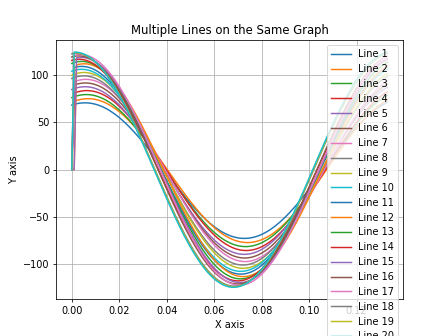 Multiple Lines on the Same Graph
Y axis
100
50
0
−50
−100
0.00
0.02
0.04
0.06
0.08
0.10
X axis
Line 1
Line 2
Line 3
Line 4
Line 5
Line 6
Line 7
Line 8
Line 9
Line 10
Line 11
Line 12
Line 13
Line 14
Line 15
Line 16
Line 17
Line 18
Line 19
Line 20